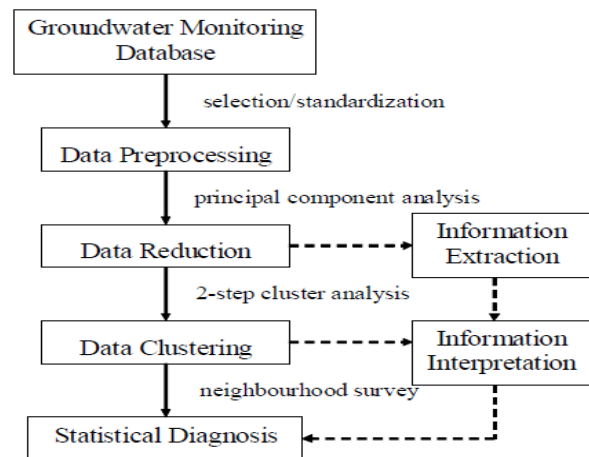 Groundwater Monitoring
Database
selection/standardization
Data Preprocessing
principal component analysis
Data Reduction
Information
Extraction
2-step cluster analysis
Data Clustering
Information
Interpretation
neighbourhood survey
Statistical Diagnosis